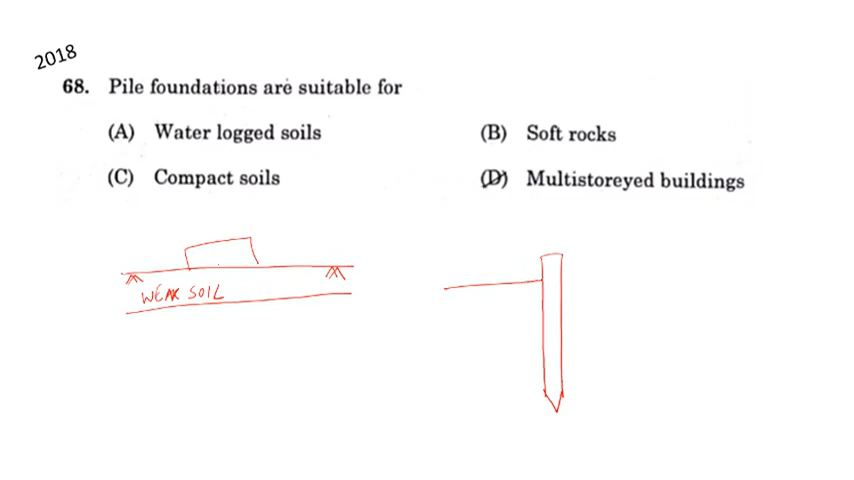 2018
68. Pile foundations are suitable for
(A) Water logged soils (B) Soft rocks
(C) Compact soils (D) Multistoreyed buildings
WEAK SOIL